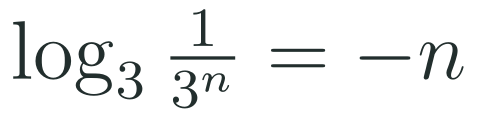 log₃ 1/3ⁿ = −n